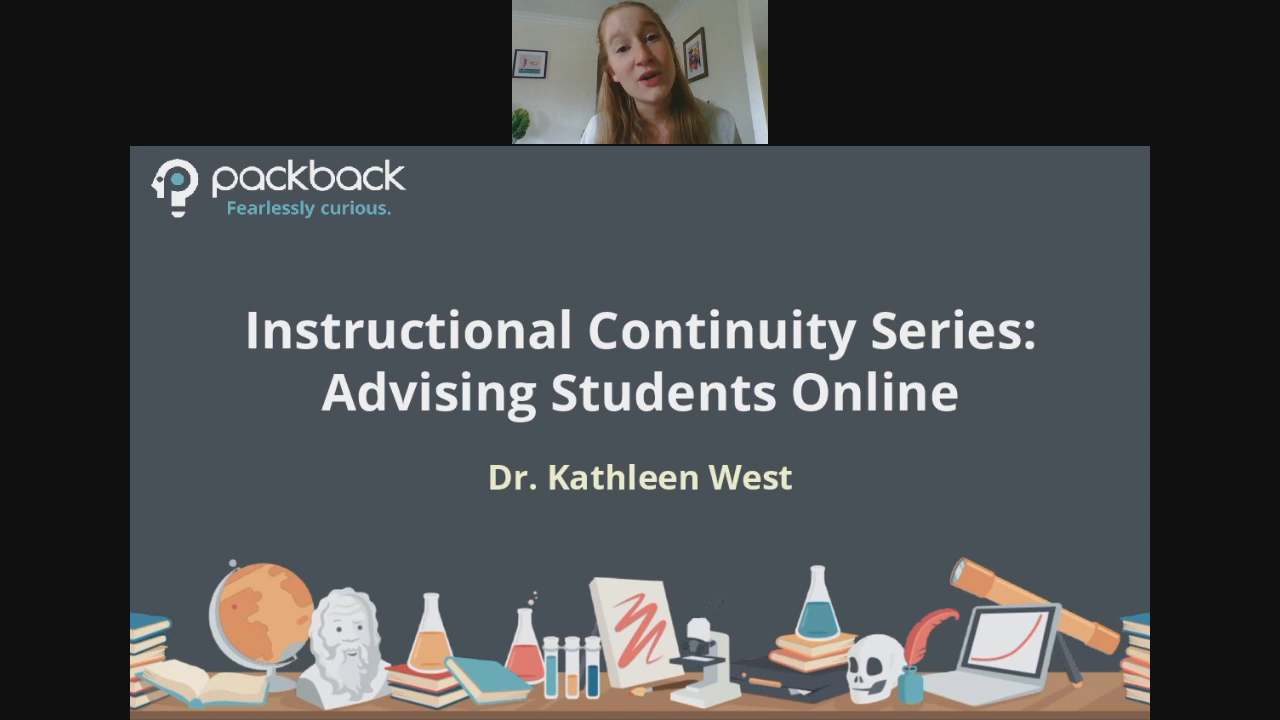 packback
Fearlessly curious.
Instructional Continuity Series:
Advising Students Online
Dr. Kathleen West